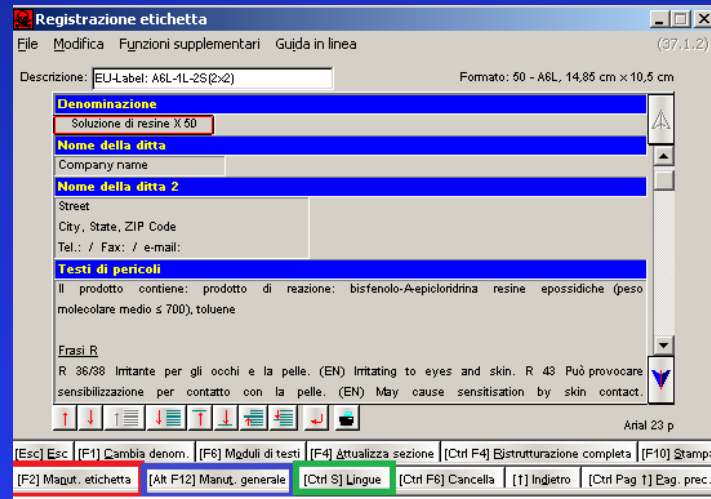 Registrazione etichetta
File Modifica Funzioni supplementari Guida in linea (37.1.2)
Descrizione: EU-Label: A6L-1L-2S(2x2) Formato: 50 - A6L, 14,85 cm x 10,5 cm
Denominazione
Soluzione di resine X 50
Nome della ditta
Company name
Nome della ditta 2
Street
City, State, ZIP Code
Tel.: / Fax: / e-mail:
Testi di pericoli
Il prodotto contiene: prodotto di reazione: bisfenolo-A-epicloridrina resine epossidiche (peso
molecolare medio ≤ 700), toluene
Frasi R
R 36/38 Irritante per gli occhi e la pelle. (EN) Irritating to eyes and skin. R 43 Può provocare
sensibilizzazione per contatto con la pelle. (EN) May cause sensitisation by skin contact.
Arial 23 p
[Esc] Esc [F1] Cambia denom. [F6] Moduli di testi [F4] Attualizza sezione [Ctrl F4] Ristrutturazione completa [F10] Stampa
[F2] Manut. etichetta [Alt F12] Manut. generale [Ctrl S] Lingue [Ctrl F6] Cancella [↑] Indietro [Ctrl Pag ↑] Pag. prec.